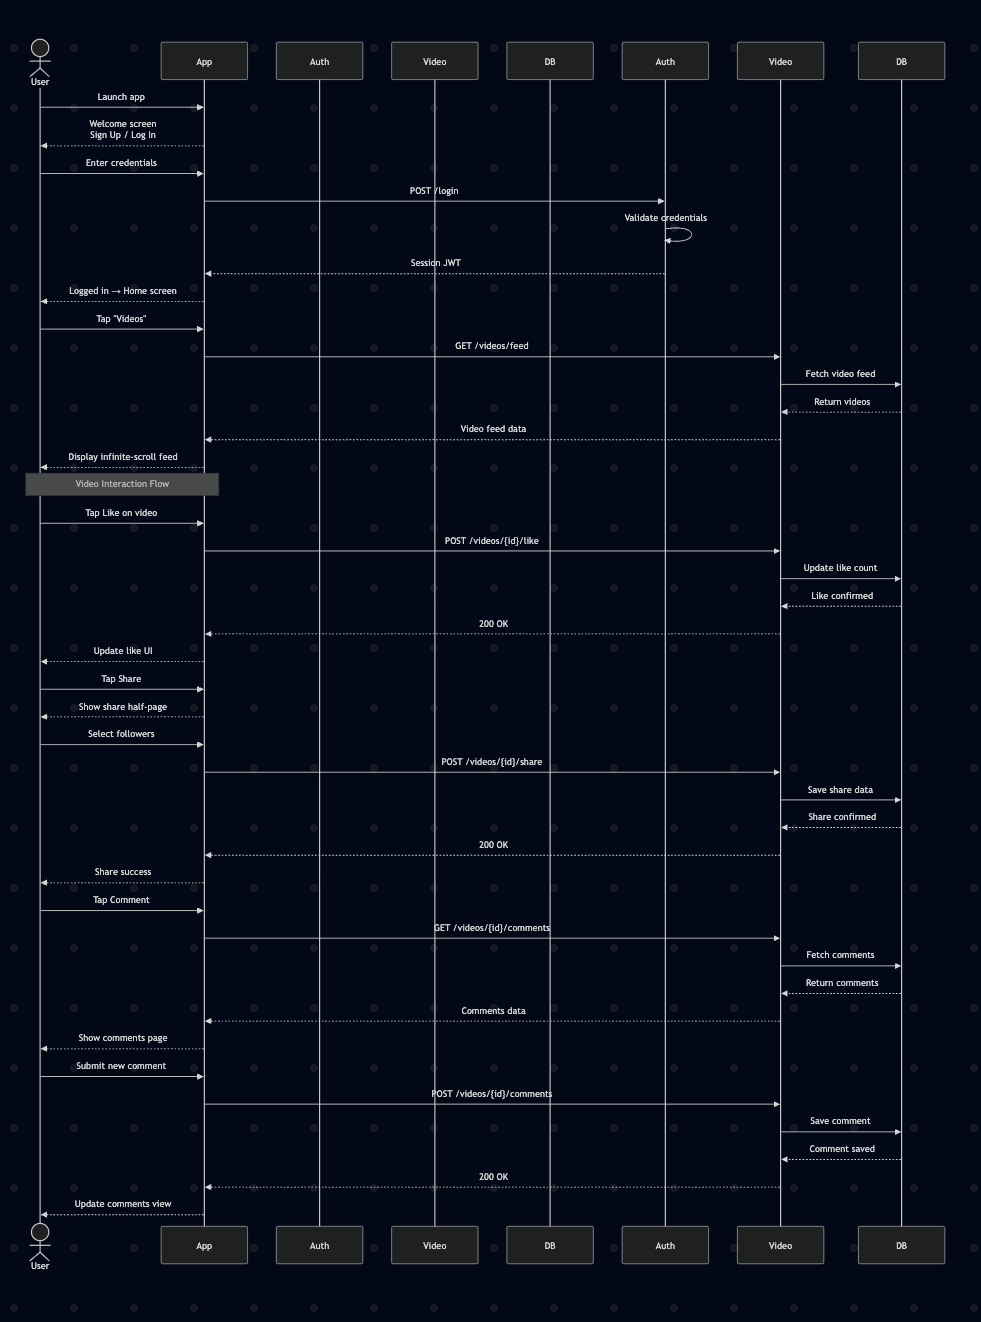 User
App
Auth
Video
DB
Auth
Video
DB
Launch app
Welcome screen
Sign Up / Log In
Enter credentials
POST /login
Validate credentials
Session JWT
Logged in → Home screen
Tap "Videos"
GET /videos/feed
Fetch video feed
Return videos
Video feed data
Display infinite-scroll feed
Video Interaction Flow
Tap Like on video
POST /videos/{id}/like
Update like count
Like confirmed
200 OK
Update like UI
Tap Share
Show share half-page
Select followers
POST /videos/{id}/share
Save share data
Share confirmed
200 OK
Share success
Tap Comment
GET /videos/{id}/comments
Fetch comments
Return comments
Comments data
Show comments page
Submit new comment
POST /videos/{id}/comments
Save comment
Comment saved
200 OK
Update comments view
User
App
Auth
Video
DB
Auth
Video
DB